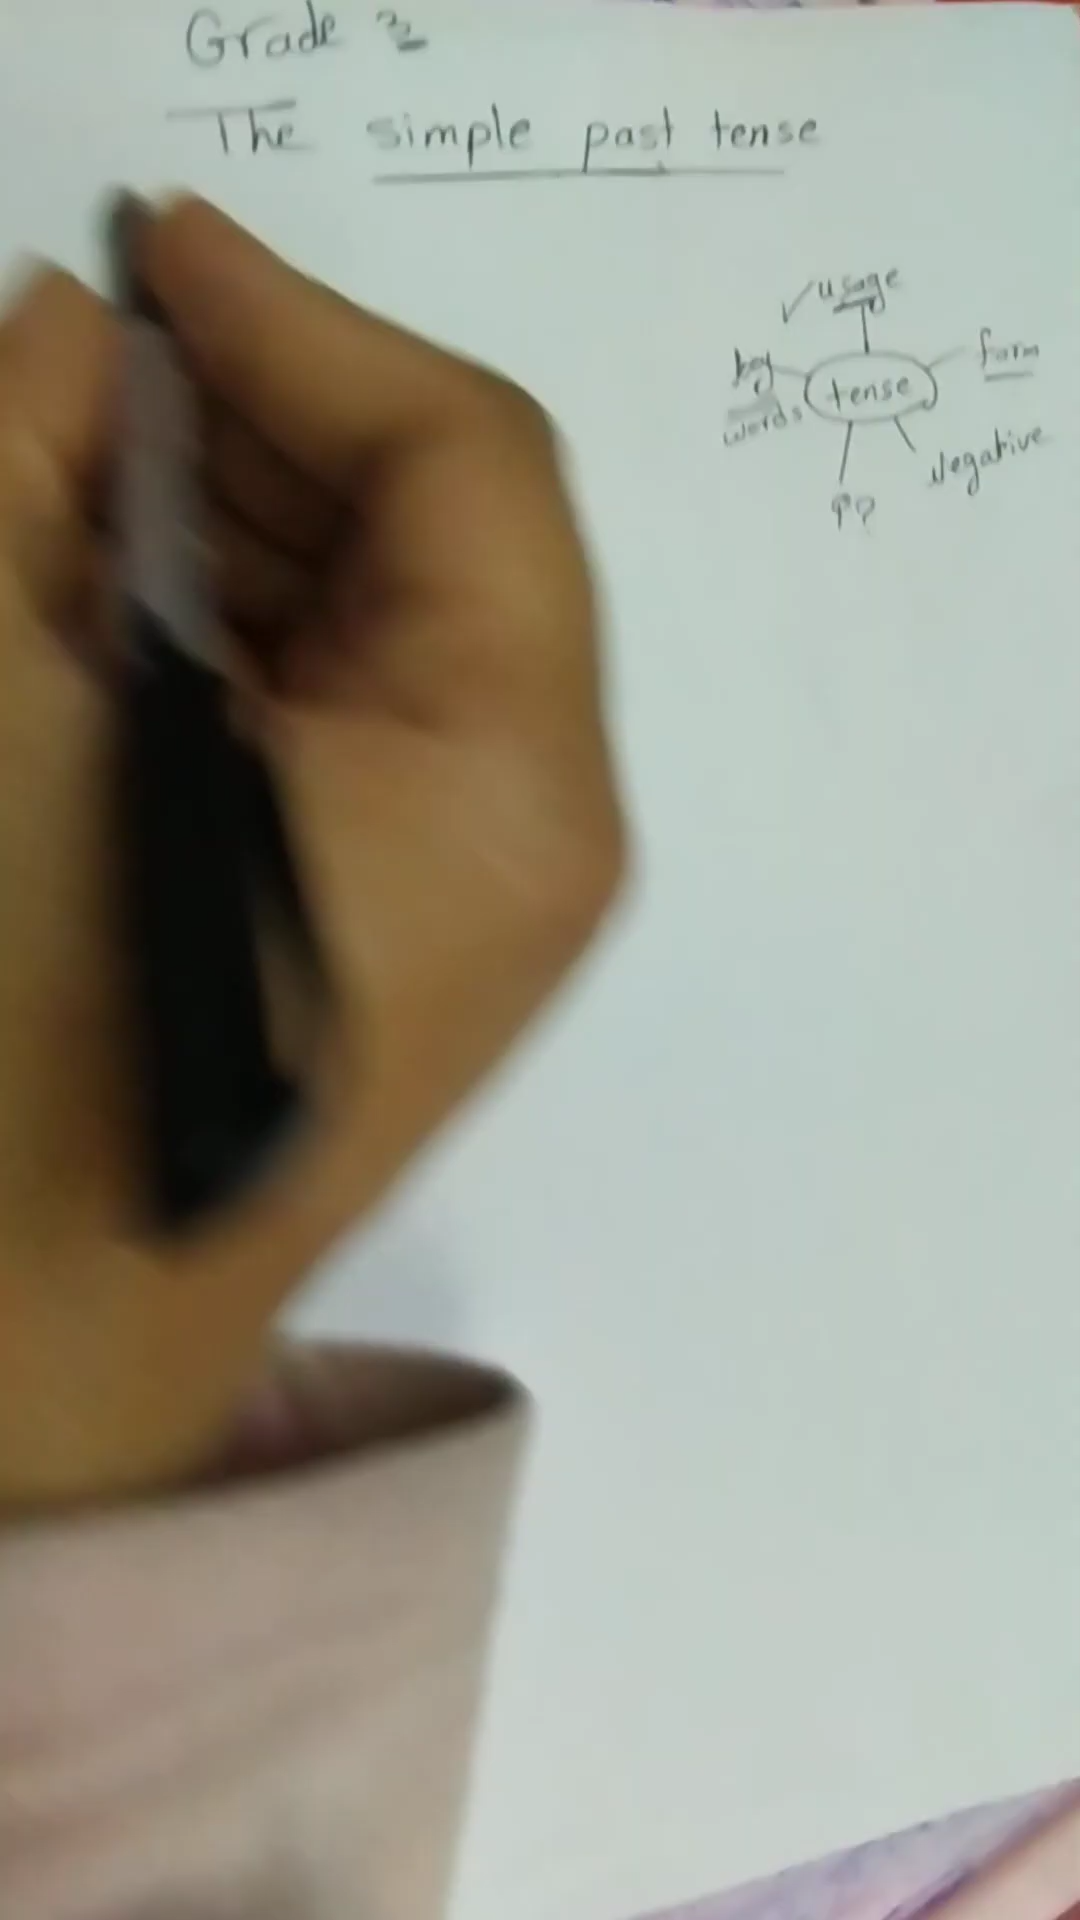 Grade 3
The simple past tense
usage
key
words
tense
form
Negative
??